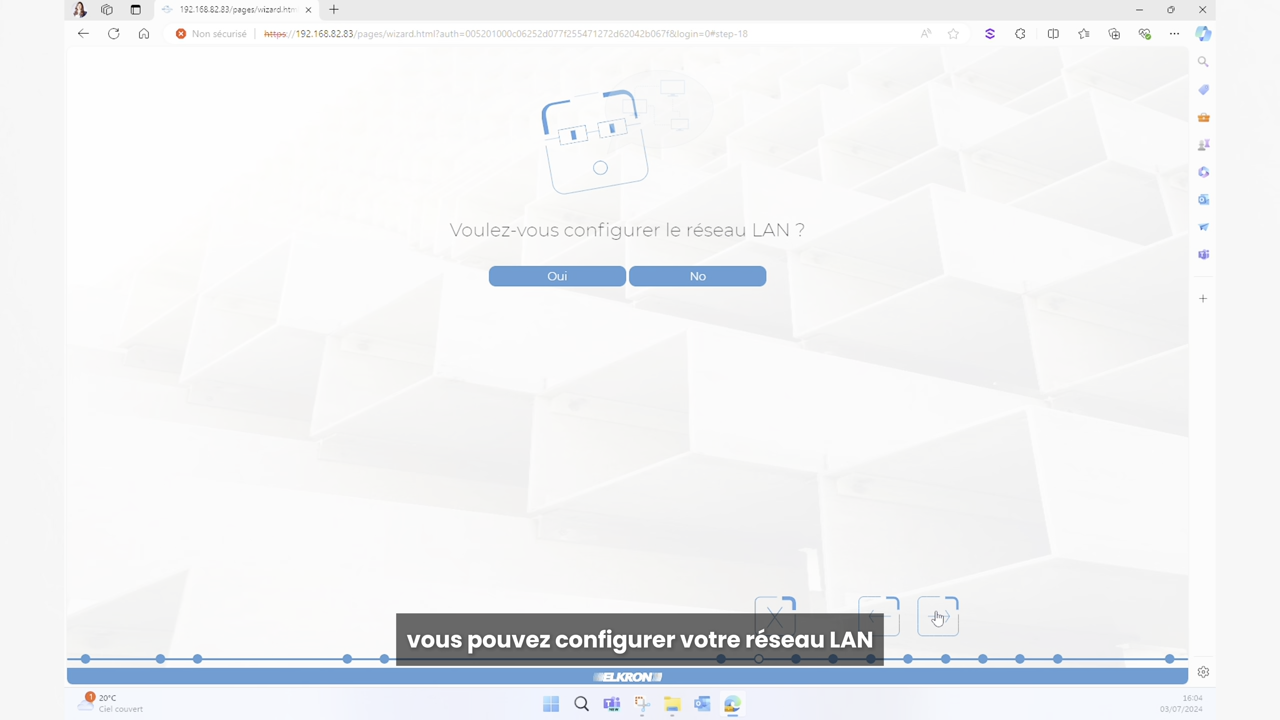 192.168.82.83/pages/wizard.htm
Non sécurisé
https://192.168.82.83/pages/wizard.html?auth=005201000c06252d077f255471272d62042b067f&login=0#step-18
Voulez-vous configurer le réseau LAN ?
Oui
No
vous pouvez configurer votre réseau LAN
ELKRON
1
20°C
Ciel couvert
16:04
03/07/2024